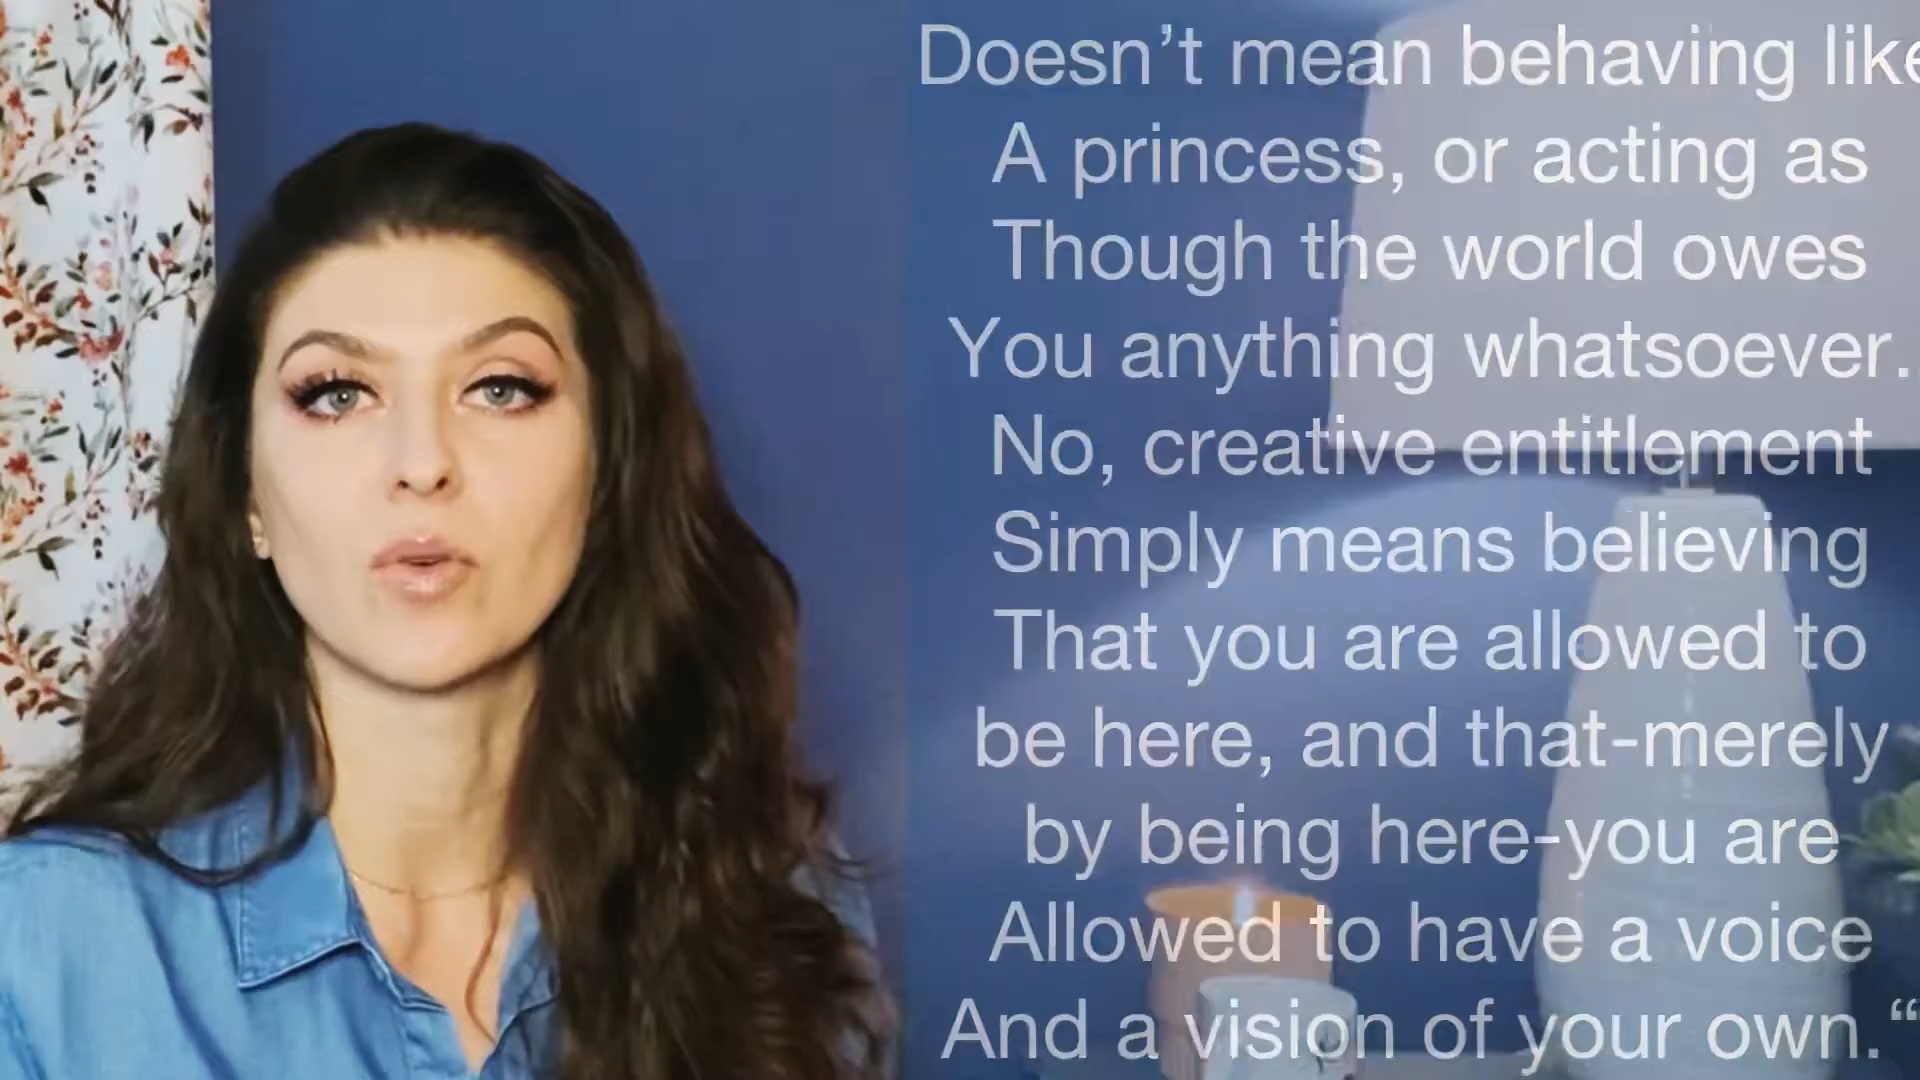 Doesn’t mean behaving like
A princess, or acting as
Though the world owes
You anything whatsoever.
No, creative entitlement
Simply means believing
That you are allowed to
be here, and that-merely
by being here-you are
Allowed to have a voice
And a vision of your own. “